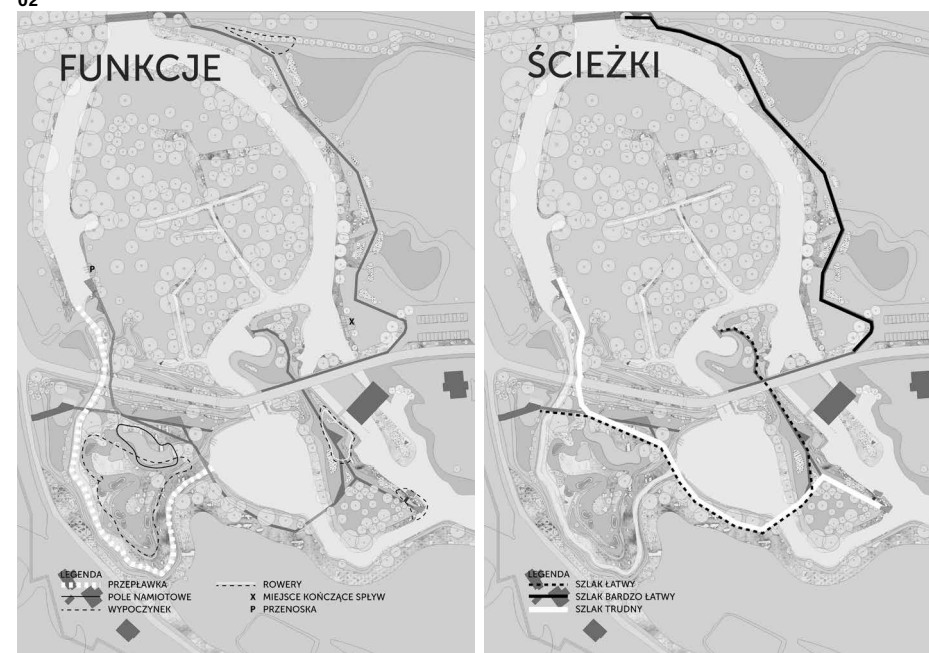 02
FUNKCJE
P
X
LEGENDA
PRZEPŁAWKA
POLE NAMIOTOWE
WYPOCZYNEK
ROWERY
X MIEJSCE KOŃCZĄCE SPŁYW
P PRZENOSKA
ŚCIEŻKI
LEGENDA
SZLAK ŁATWY
SZLAK BARDZO ŁATWY
SZLAK TRUDNY